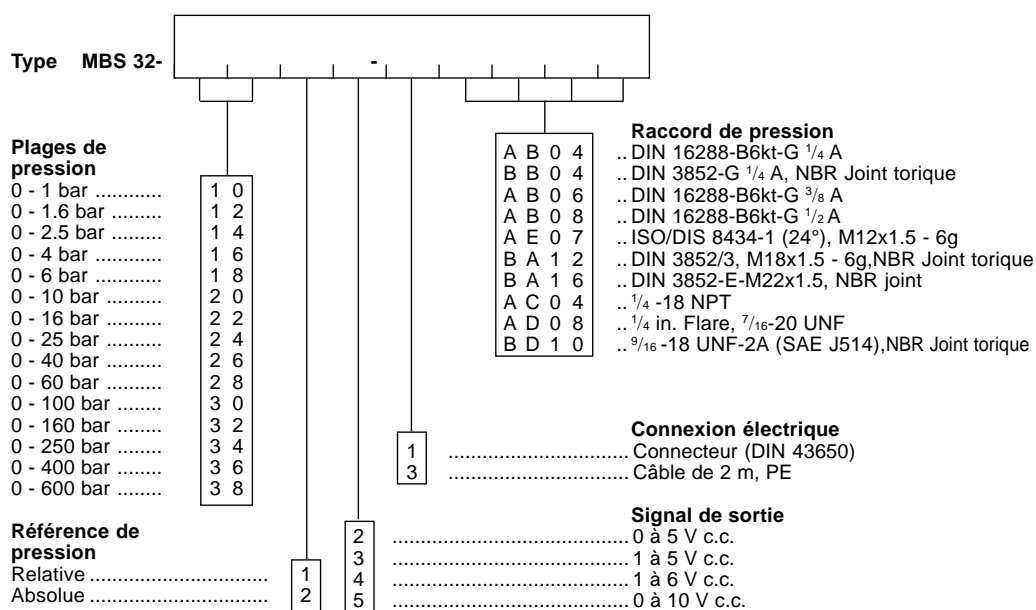 Type MBS 32- -
Plages de
pression
0 - 1 bar ............ 1 0
0 - 1.6 bar ......... 1 2
0 - 2.5 bar ......... 1 4
0 - 4 bar ............ 1 6
0 - 6 bar ............ 1 8
0 - 10 bar .......... 2 0
0 - 16 bar .......... 2 2
0 - 25 bar .......... 2 4
0 - 40 bar .......... 2 6
0 - 60 bar .......... 2 8
0 - 100 bar ........ 3 0
0 - 160 bar ........ 3 2
0 - 250 bar ........ 3 4
0 - 400 bar ........ 3 6
0 - 600 bar ........ 3 8
Référence de
pression
Relative ................................ 1
Absolue ................................ 2
Raccord de pression
A B 0 4 .. DIN 16288-B6kt-G 1/4 A
B B 0 4 .. DIN 3852-G 1/4 A, NBR Joint torique
A B 0 6 .. DIN 16288-B6kt-G 3/8 A
A B 0 8 .. DIN 16288-B6kt-G 1/2 A
A E 0 7 .. ISO/DIS 8434-1 (24°), M12x1.5 - 6g
B A 1 2 .. DIN 3852/3, M18x1.5 - 6g,NBR Joint torique
B A 1 6 .. DIN 3852-E-M22x1.5, NBR joint
A C 0 4 .. 1/4 -18 NPT
A D 0 8 .. 1/4 in. Flare, 7/16-20 UNF
B D 1 0 .. 9/16 -18 UNF-2A (SAE J514),NBR Joint torique
Connexion électrique
1 ................................ Connecteur (DIN 43650)
3 ................................ Câble de 2 m, PE
Signal de sortie
2 .......................................... 0 à 5 V c.c.
3 .......................................... 1 à 5 V c.c.
4 .......................................... 1 à 6 V c.c.
5 .......................................... 0 à 10 V c.c.